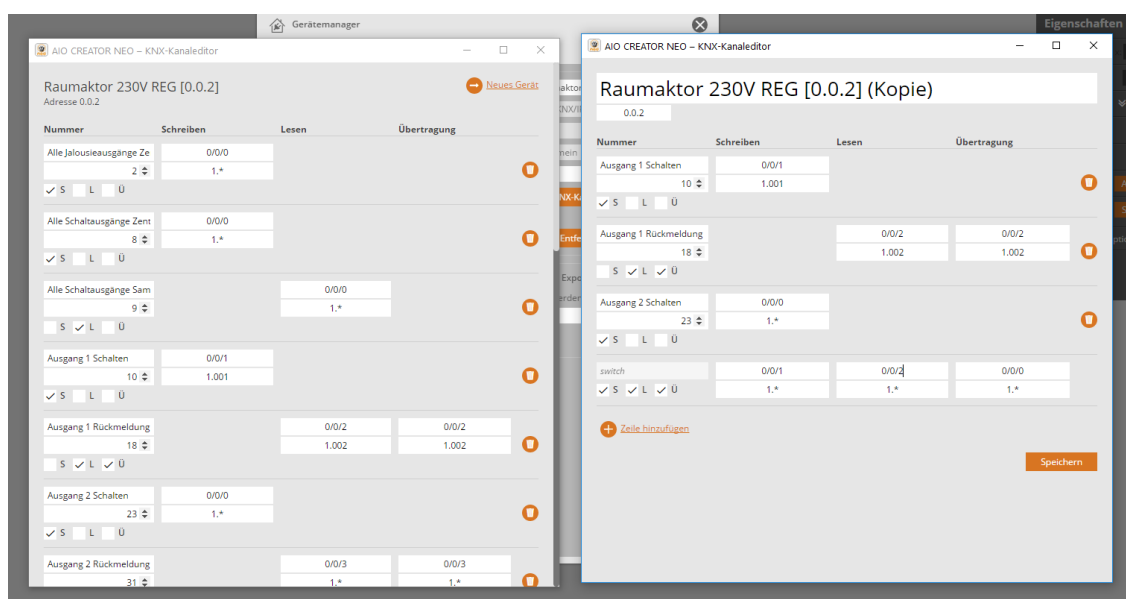 Gerätemanager
Eigenschaften
AIO CREATOR NEO – KNX-Kanaleditor
Raumaktor 230V REG [0.0.2]
Neues Gerät
Adresse 0.0.2
Nummer Schreiben Lesen Übertragung
Alle Jalousieausgänge Ze 0/0/0
2 1.*
S L Ü
Alle Schaltausgänge Zent 0/0/0
8 1.*
S L Ü
Alle Schaltausgänge Sam 0/0/0
9 1.*
S L Ü
Ausgang 1 Schalten 0/0/1
10 1.001
S L Ü
Ausgang 1 Rückmeldung 0/0/2 0/0/2
18 1.002 1.002
S L Ü
Ausgang 2 Schalten 0/0/0
23 1.*
S L Ü
Ausgang 2 Rückmeldung 0/0/3 0/0/3
31 1.* 1.*
aktor
KNX/I
mein
NX-K
Entfe
Expo
erden
AIO CREATOR NEO – KNX-Kanaleditor
Raumaktor 230V REG [0.0.2] (Kopie)
0.0.2
Nummer Schreiben Lesen Übertragung
Ausgang 1 Schalten 0/0/1
10 1.001
S L Ü
Ausgang 1 Rückmeldung 0/0/2 0/0/2
18 1.002 1.002
S L Ü
Ausgang 2 Schalten 0/0/0
23 1.*
S L Ü
switch 0/0/1 0/0/2 0/0/0
S L Ü 1.* 1.* 1.*
Zeile hinzufügen
Speichern